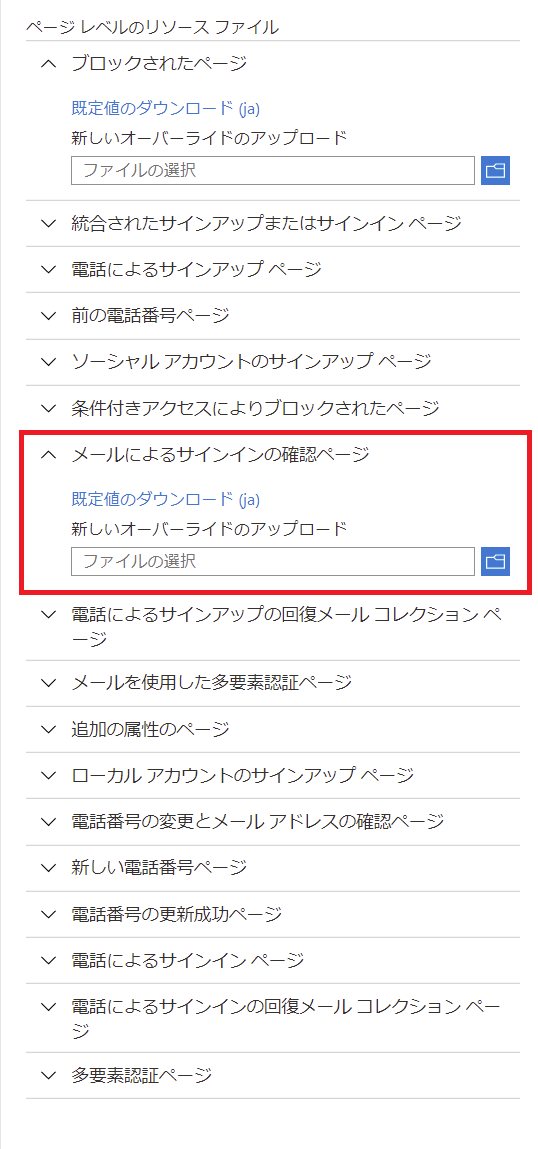 ページ レベルのリソース ファイル
ブロックされたページ
既定値のダウンロード (ja)
新しいオーバーライドのアップロード
ファイルの選択
統合されたサインアップまたはサインイン ページ
電話によるサインアップ ページ
前の電話番号ページ
ソーシャル アカウントのサインアップ ページ
条件付きアクセスによりブロックされたページ
メールによるサインインの確認ページ
既定値のダウンロード (ja)
新しいオーバーライドのアップロード
ファイルの選択
電話によるサインアップの回復メール コレクション ペ
ージ
メールを使用した多要素認証ページ
追加の属性のページ
ローカル アカウントのサインアップ ページ
電話番号の変更とメール アドレスの確認ページ
新しい電話番号ページ
電話番号の更新成功ページ
電話によるサインイン ページ
電話によるサインインの回復メール コレクション ペー
ジ
多要素認証ページ